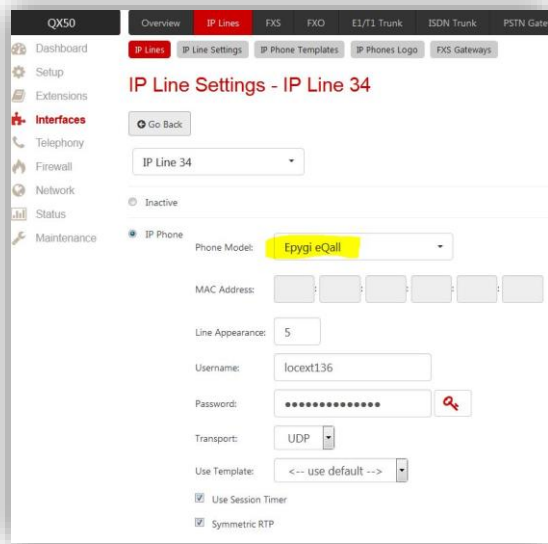 QX50
Overview IP Lines FXS FXO E1/T1 Trunk ISDN Trunk PSTN Gate
Dashboard
Setup
Extensions
Interfaces
Telephony
Firewall
Network
Status
Maintenance
IP Lines IP Line Settings IP Phone Templates IP Phones Logo FXS Gateways
IP Line Settings - IP Line 34
Go Back
IP Line 34
Inactive
IP Phone
Phone Model: Epygi eQall
MAC Address: : : : : :
Line Appearance: 5
Username: locext136
Password: ••••••••••••••
Transport: UDP
Use Template: <-- use default -->
Use Session Timer
Symmetric RTP